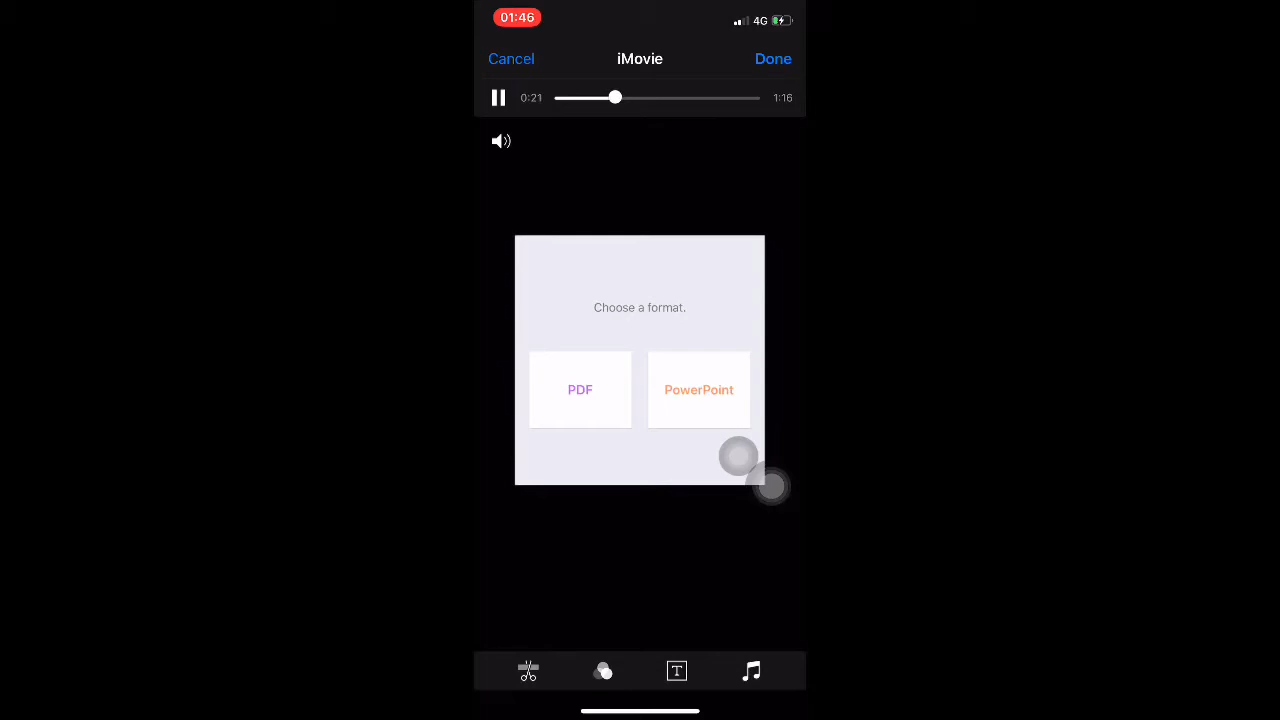 01:46
4G
Cancel
iMovie
Done
0:21
1:16
Choose a format.
PDF
PowerPoint
T